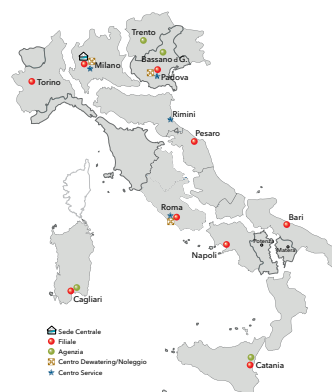 Trento
Bassano d G.
Milano
Padova
Torino
Rimini
Pesaro
Roma
Bari
Potenza
Matera
Napoli
Cagliari
Sede Centrale
Filiale
Agenzia
Centro Dewatering/Noleggio
Centro Service
Catania